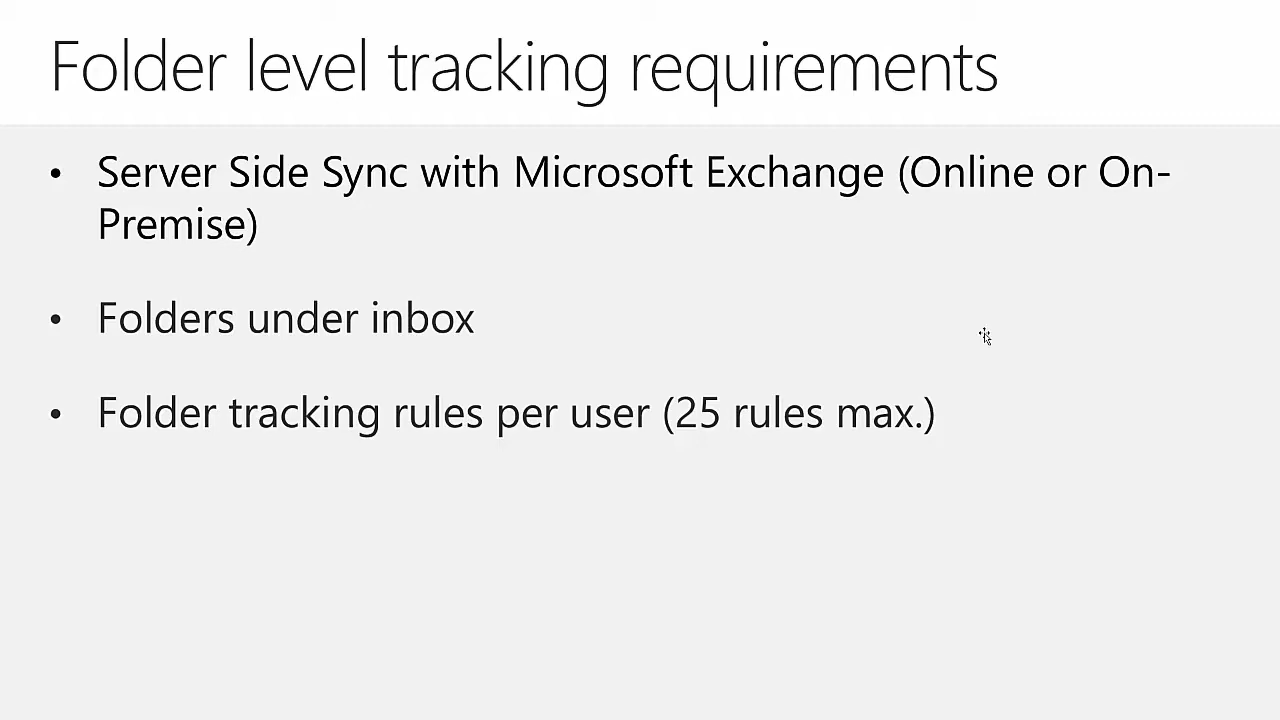 Folder level tracking requirements
• Server Side Sync with Microsoft Exchange (Online or On-
Premise)
• Folders under inbox
• Folder tracking rules per user (25 rules max.)